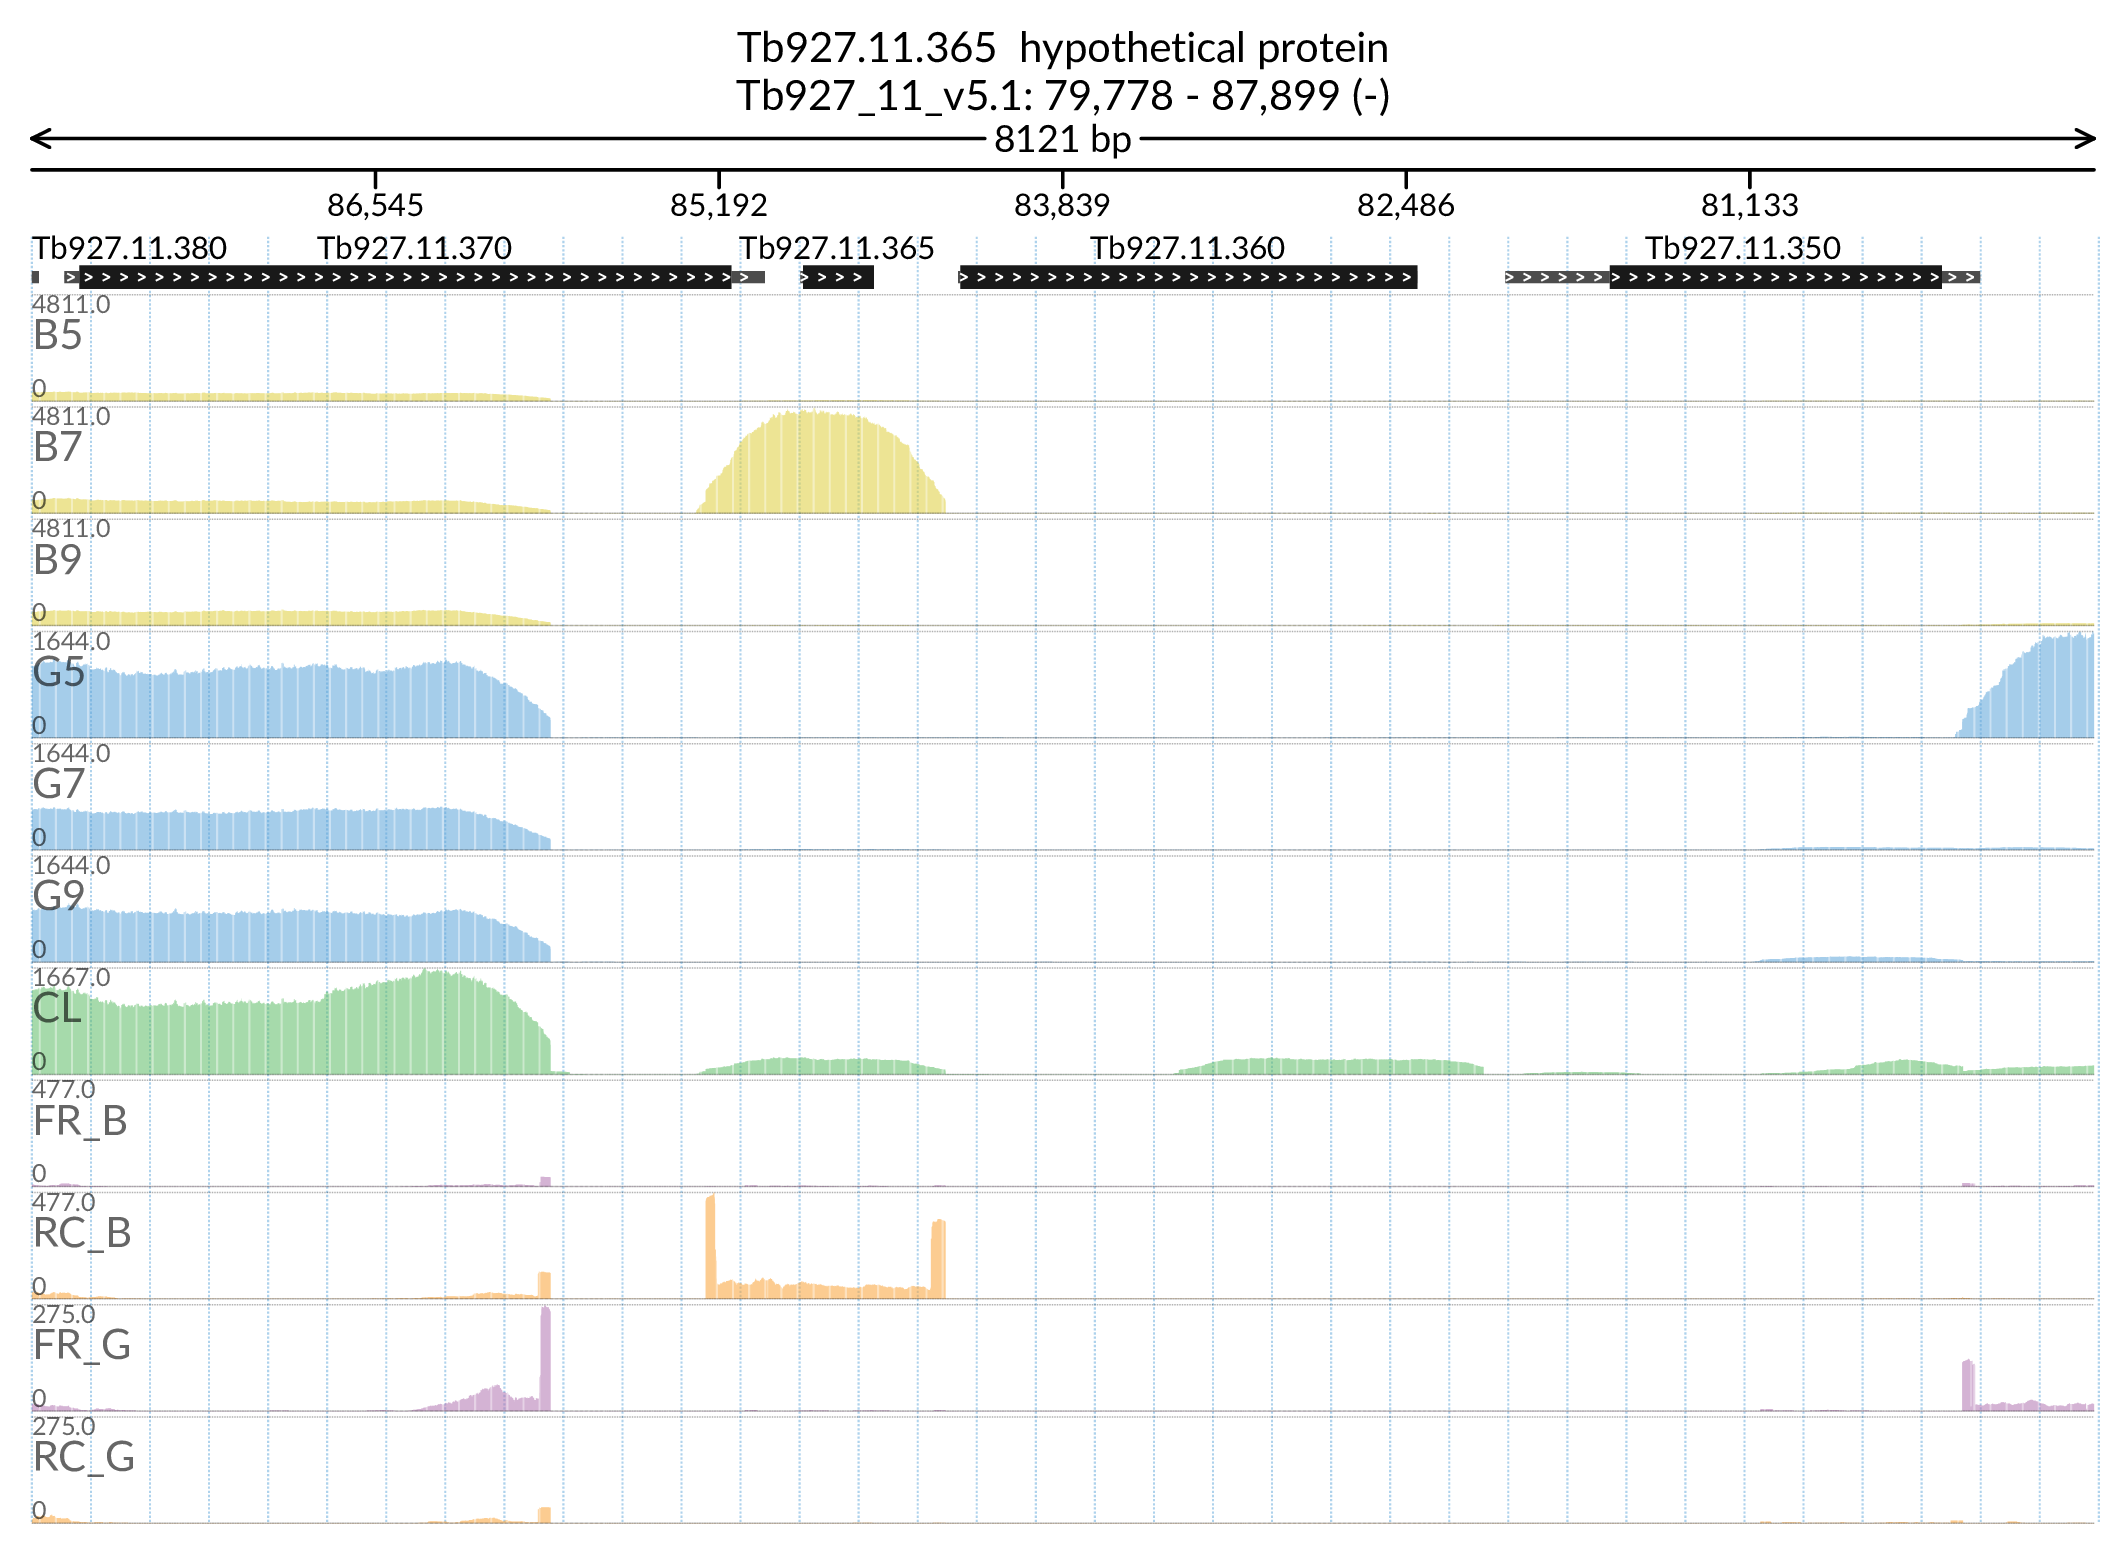 Tb927.11.365 hypothetical protein
Tb927_11_v5.1: 79,778 - 87,899 (-)
8121 bp
86,545 85,192 83,839 82,486 81,133
Tb927.11.380 Tb927.11.370 Tb927.11.365 Tb927.11.360 Tb927.11.350
4811.0
B5
0
4811.0
B7
0
4811.0
B9
0
1644.0
G5
0
1644.0
G7
0
1644.0
G9
0
1667.0
CL
0
477.0
FR_B
0
477.0
RC_B
0
275.0
FR_G
0
275.0
RC_G
0